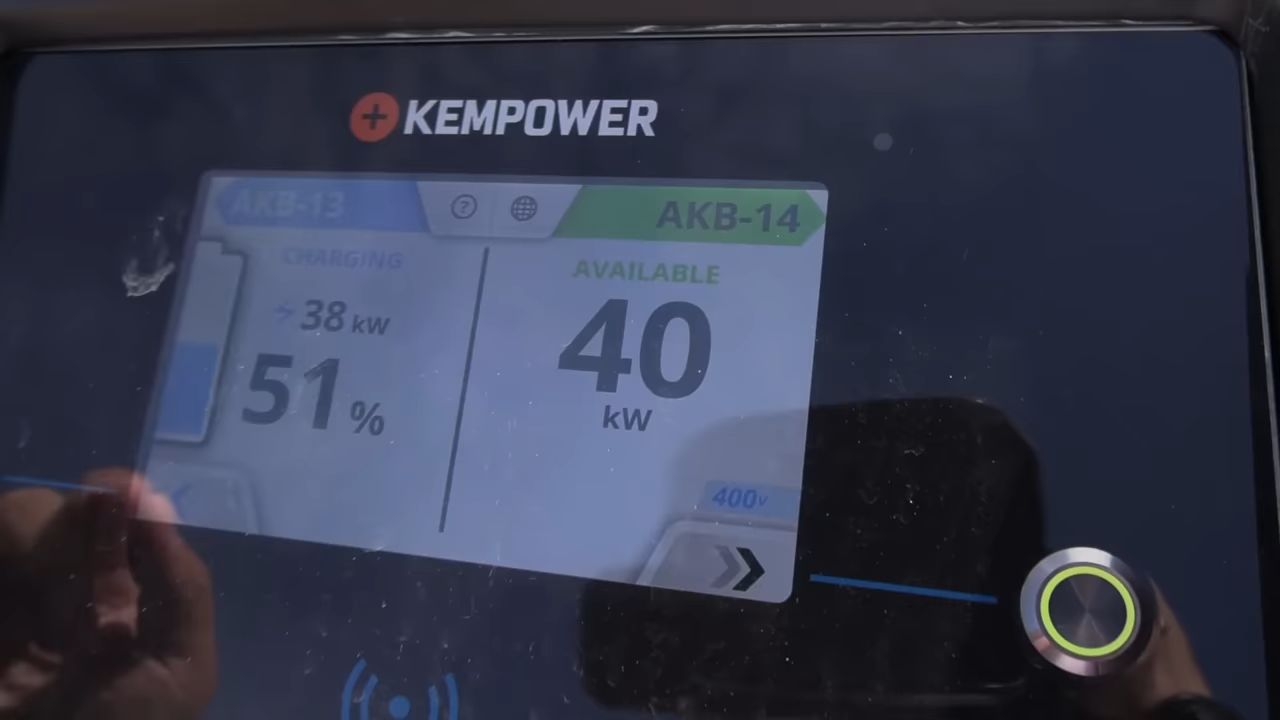 KEMPOWER
AKB-13
AKB-14
CHARGING
38 kW
51 %
AVAILABLE
40
kW
400V